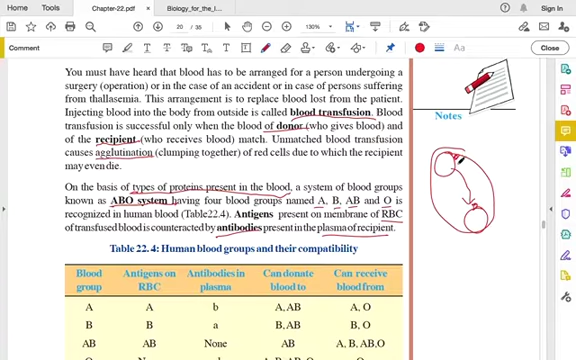 Chapter-22.pdf
Biology_for_the_l...
Sign In
20 / 35
130%
Comment
Close
You must have heard that blood has to be arranged for a person undergoing a
surgery (operation) or in the case of an accident or in case of persons suffering
from thallasemia. This arrangement is to replace blood lost from the patient.
Injecting blood into the body from outside is called blood transfusion. Blood
transfusion is successful only when the blood of donor (who gives blood) and
of the recipient (who receives blood) match. Unmatched blood transfusion
causes agglutination (clumping together) of red cells due to which the recipient
may even die.
Notes
On the basis of types of proteins present in the blood, a system of blood groups
known as ABO system having four blood groups named A, B, AB and O is
recognized in human blood (Table22.4). Antigens present on membrane of RBC
of transfused blood is counteracted by antibodies present in the plasma of recipient.
Table 22.4: Human blood groups and their compatibility
Blood group Antigens on RBC Antibodies in plasma Can donate blood to Can receive blood from
A A b A, AB A, O
B B a B, AB B, O
AB AB None AB A, B, AB,O